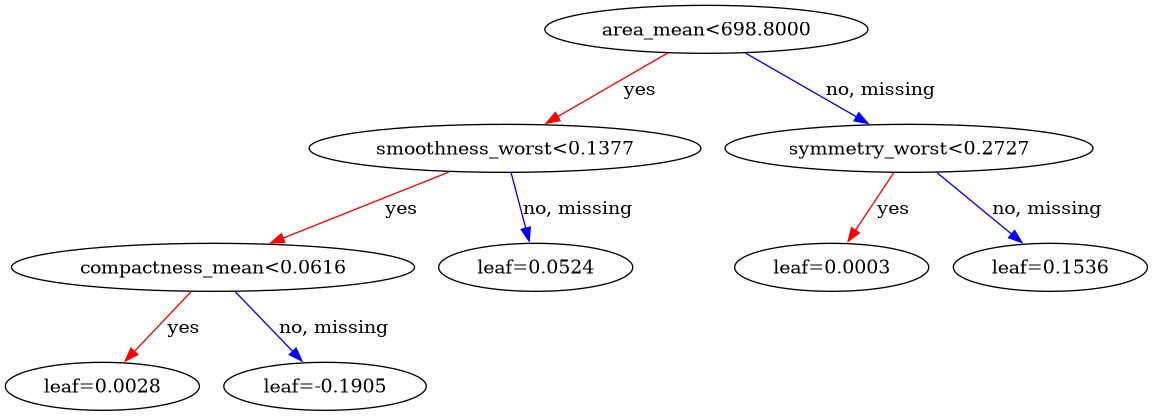 area_mean<698.8000
yes
no, missing
smoothness_worst<0.1377
symmetry_worst<0.2727
yes
no, missing
yes
no, missing
compactness_mean<0.0616
leaf=0.0524
leaf=0.0003
leaf=0.1536
yes
no, missing
leaf=0.0028
leaf=-0.1905